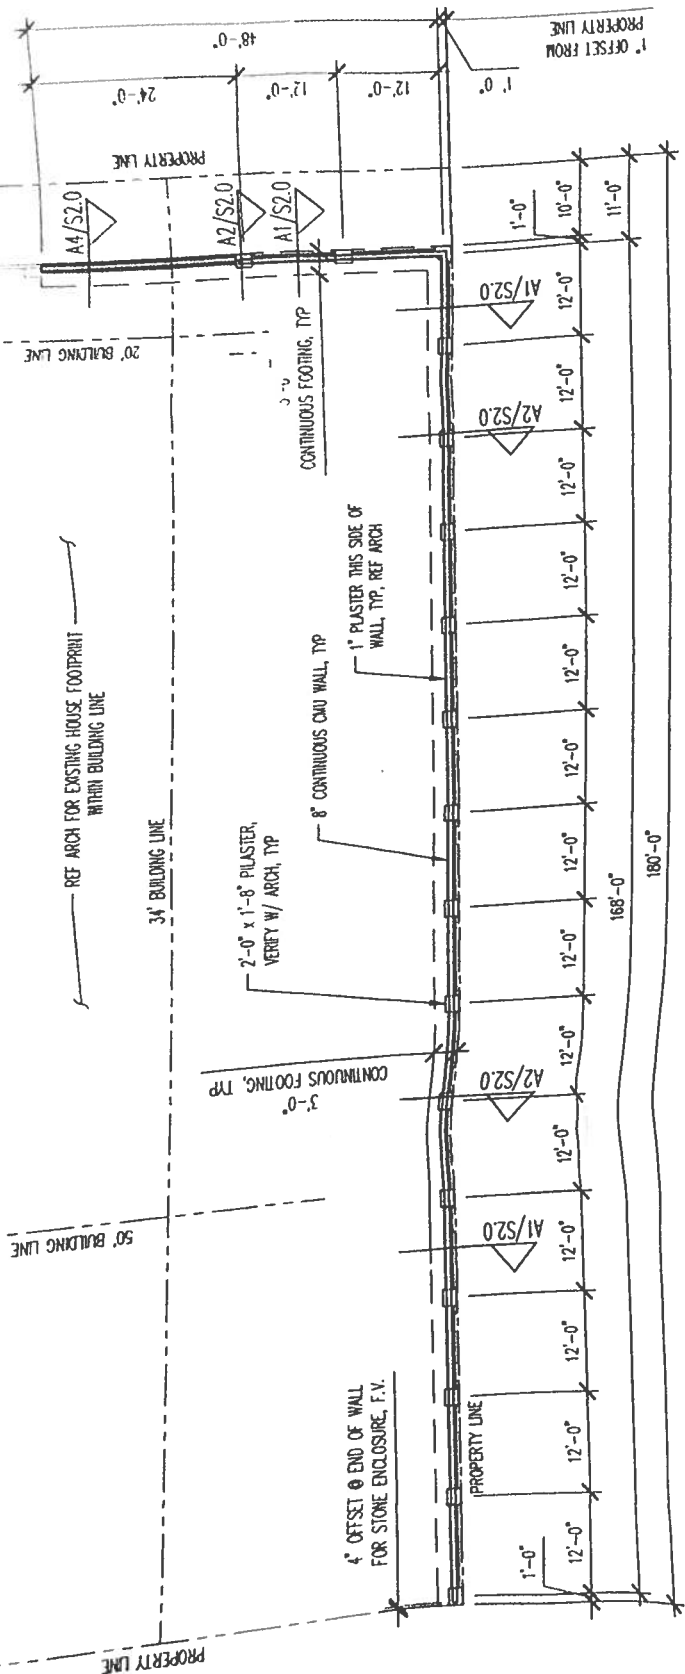 48'-0"
24'-0"
12'-0"
12'-0"
1' 0"
1" OFFSET FROM
PROPERTY LINE
PROPERTY LINE
A4/S2.0
A2/S2.0
A1/S2.0
20' BUILDING LINE
CONTINUOUS FOOTING, TYP
1'-0"
10'-0"
11'-0"
A1/S2.0
12'-0"
12'-0"
A2/S2.0
12'-0"
12'-0"
12'-0"
12'-0"
12'-0"
12'-0"
12'-0"
12'-0"
12'-0"
12'-0"
12'-0"
12'-0"
168'-0"
180'-0"
REF ARCH FOR EXISTING HOUSE FOOTPRINT
WITHIN BUILDING LINE
34' BUILDING LINE
1" PLASTER THIS SIDE OF
WALL, TYP, REF ARCH
8" CONTINUOUS CMU WALL, TYP
2'-0" x 1'-8" PILASTER,
VERIFY W/ ARCH, TYP
3'-0"
CONTINUOUS FOOTING, TYP
A2/S2.0
A1/S2.0
50' BUILDING LINE
4" OFFSET @ END OF WALL
FOR STONE ENCLOSURE, F.V.
PROPERTY LINE
1'-0"
PROPERTY LINE